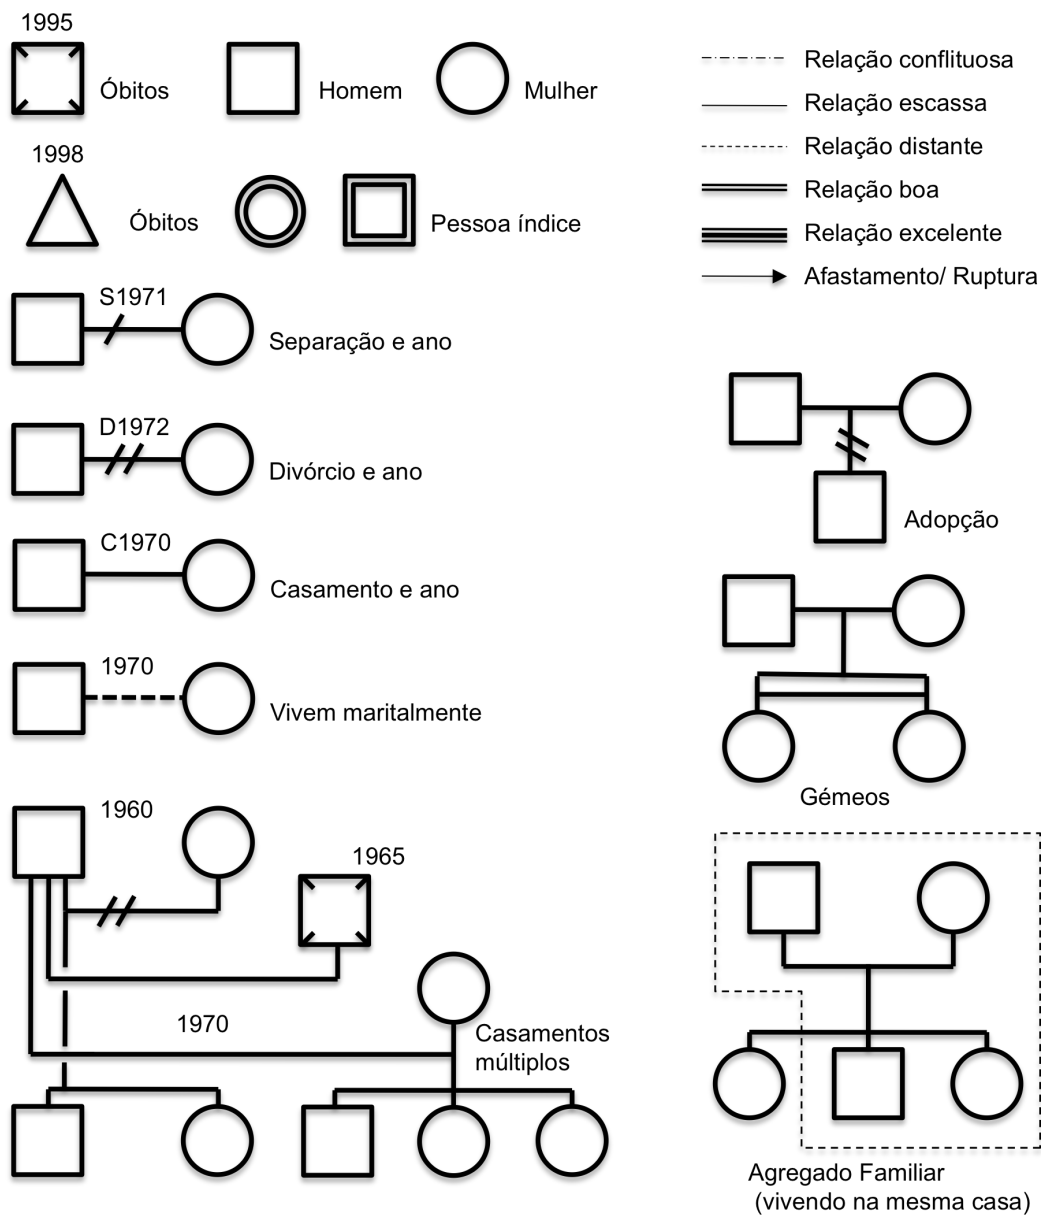 1995
Óbitos
Homem
Mulher
1998
Óbitos
Pessoa índice
S1971
Separação e ano
D1972
Divórcio e ano
C1970
Casamento e ano
1970
Vivem maritalmente
1960
1965
1970
Casamentos
múltiplos
Relação conflituosa
Relação escassa
Relação distante
Relação boa
Relação excelente
Afastamento/ Ruptura
Adopção
Gémeos
Agregado Familiar
(vivendo na mesma casa)